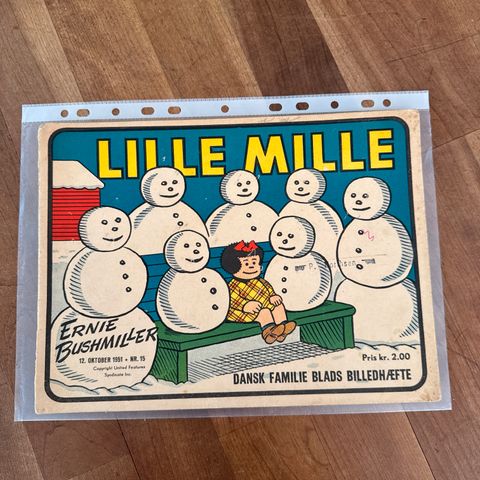 LILLE MILLE
P.
ERNIE
BUSHMILLER
12. OKTOBER 1951 • NR. 15
Copyright United Features
Syndicate Inc.
Pris kr. 2.00
DANSK FAMILIE BLADS BILLEDHÆFTE